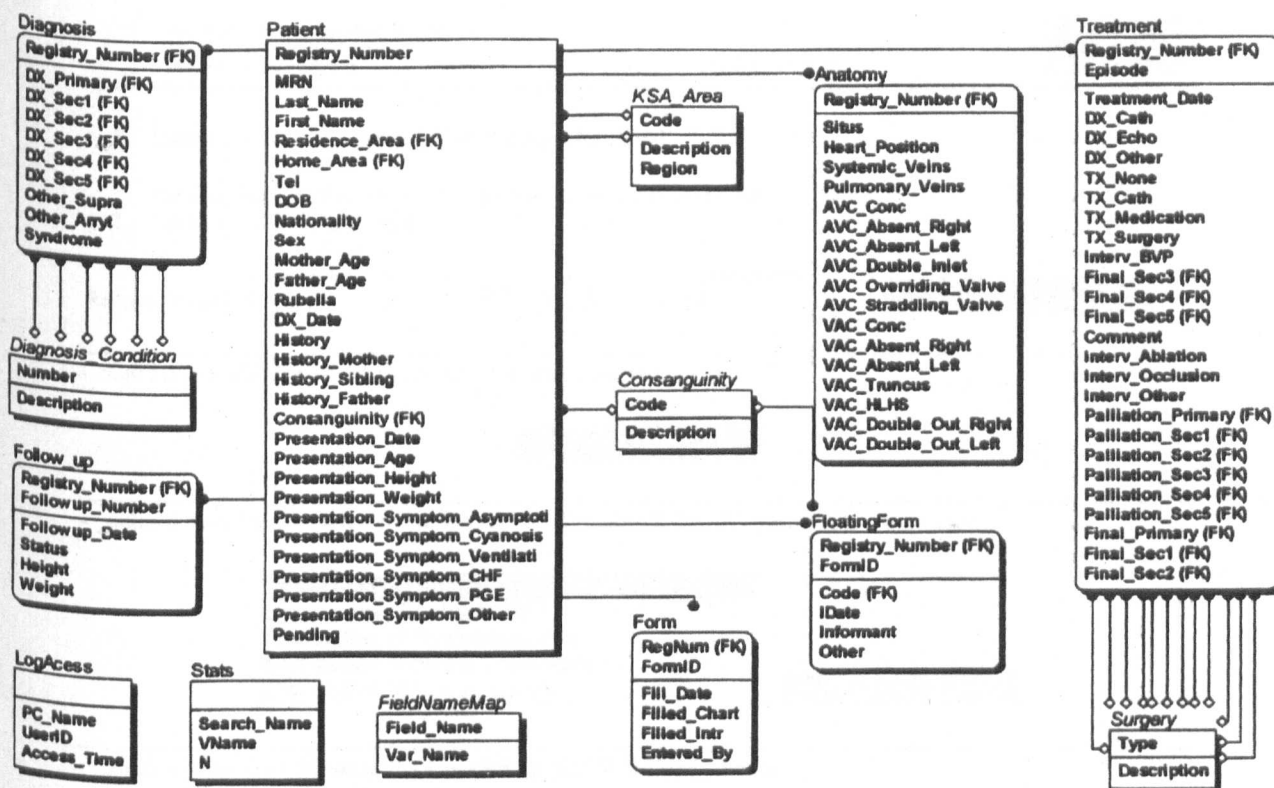 Diagnosis
Registry_Number (FK)
DX_Primary (FK)
DX_Sec1 (FK)
DX_Sec2 (FK)
DX_Sec3 (FK)
DX_Sec4 (FK)
DX_Sec5 (FK)
Other_Supra
Other_Arryt
Syndrome
Diagnosis_Condition
Number
Description
Follow_up
Registry_Number (FK)
Followup_Number
Followup_Date
Status
Height
Weight
LogAcess
PC_Name
UserID
Access_Time
Patient
Registry_Number
MRN
Last_Name
First_Name
Residence_Area (FK)
Home_Area (FK)
Tel
DOB
Nationality
Sex
Mother_Age
Father_Age
Rubella
DX_Date
History
History_Mother
History_Sibling
History_Father
Consanguinity (FK)
Presentation_Date
Presentation_Age
Presentation_Height
Presentation_Weight
Presentation_Symptom_Asymptoti
Presentation_Symptom_Cyanosis
Presentation_Symptom_Ventilati
Presentation_Symptom_CHF
Presentation_Symptom_PGE
Presentation_Symptom_Other
Pending
Stats
Search_Name
VName
N
FieldNameMap
Field_Name
Var_Name
KSA_Area
Code
Description
Region
Consanguinity
Code
Description
Form
RegNum (FK)
FormID
Fill_Date
Filled_Chart
Filled_Intr
Entered_By
Anatomy
Registry_Number (FK)
Situs
Heart_Position
Systemic_Veins
Pulmonary_Veins
AVC_Conc
AVC_Absent_Right
AVC_Absent_Left
AVC_Double_Inlet
AVC_Overriding_Valve
AVC_Straddling_Valve
VAC_Conc
VAC_Absent_Right
VAC_Absent_Left
VAC_Truncus
VAC_HLHS
VAC_Double_Out_Right
VAC_Double_Out_Left
FloatingForm
Registry_Number (FK)
FormID
Code (FK)
IDate
Informant
Other
Treatment
Registry_Number (FK)
Episode
Treatment_Date
DX_Cath
DX_Echo
DX_Other
TX_None
TX_Cath
TX_Medication
TX_Surgery
Interv_BVP
Final_Sec3 (FK)
Final_Sec4 (FK)
Final_Sec5 (FK)
Comment
Interv_Ablation
Interv_Occlusion
Interv_Other
Palliation_Primary (FK)
Palliation_Sec1 (FK)
Palliation_Sec2 (FK)
Palliation_Sec3 (FK)
Palliation_Sec4 (FK)
Palliation_Sec5 (FK)
Final_Primary (FK)
Final_Sec1 (FK)
Final_Sec2 (FK)
Surgery
Type
Description